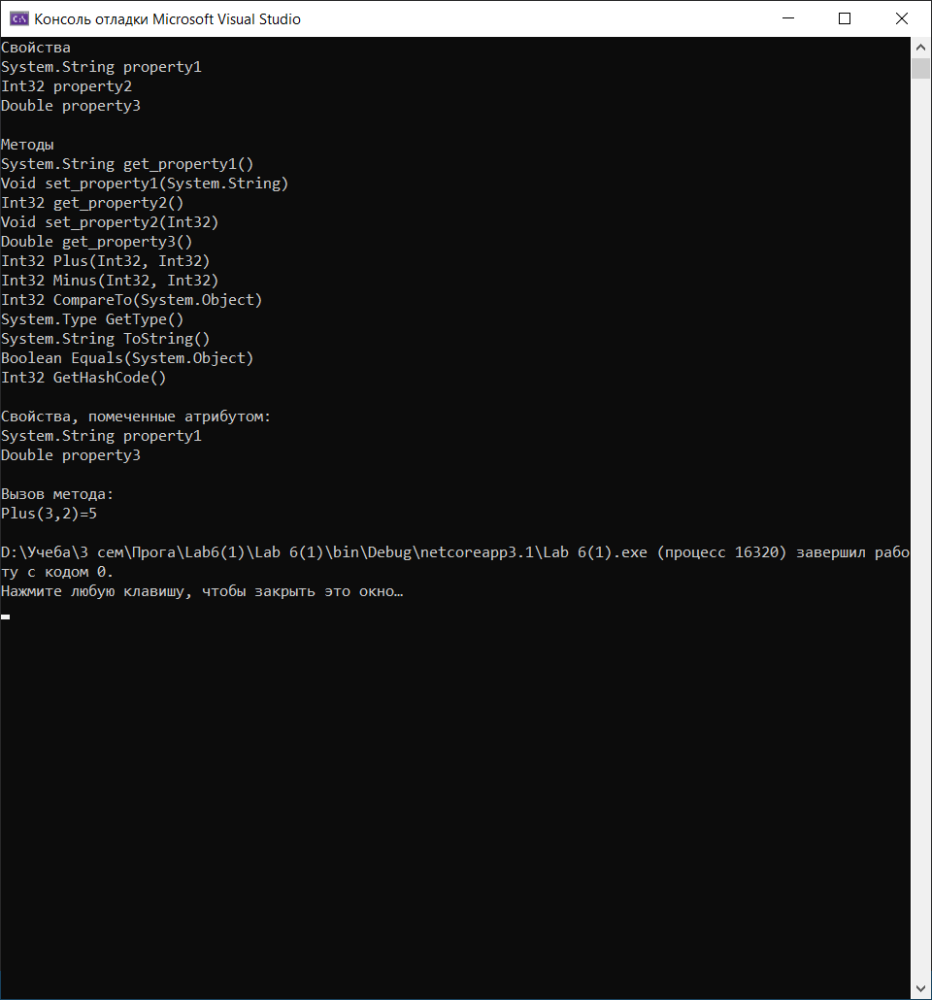 Консоль отладки Microsoft Visual Studio
Свойства
System.String property1
Int32 property2
Double property3
Методы
System.String get_property1()
Void set_property1(System.String)
Int32 get_property2()
Void set_property2(Int32)
Double get_property3()
Int32 Plus(Int32, Int32)
Int32 Minus(Int32, Int32)
Int32 CompareTo(System.Object)
System.Type GetType()
System.String ToString()
Boolean Equals(System.Object)
Int32 GetHashCode()
Свойства, помеченные атрибутом:
System.String property1
Double property3
Вызов метода:
Plus(3,2)=5
D:\Учеба\3 сем\Прога\Lab6(1)\Lab 6(1)\bin\Debug\netcoreapp3.1\Lab 6(1).exe (процесс 16320) завершил рабо
ту с кодом 0.
Нажмите любую клавишу, чтобы закрыть это окно…